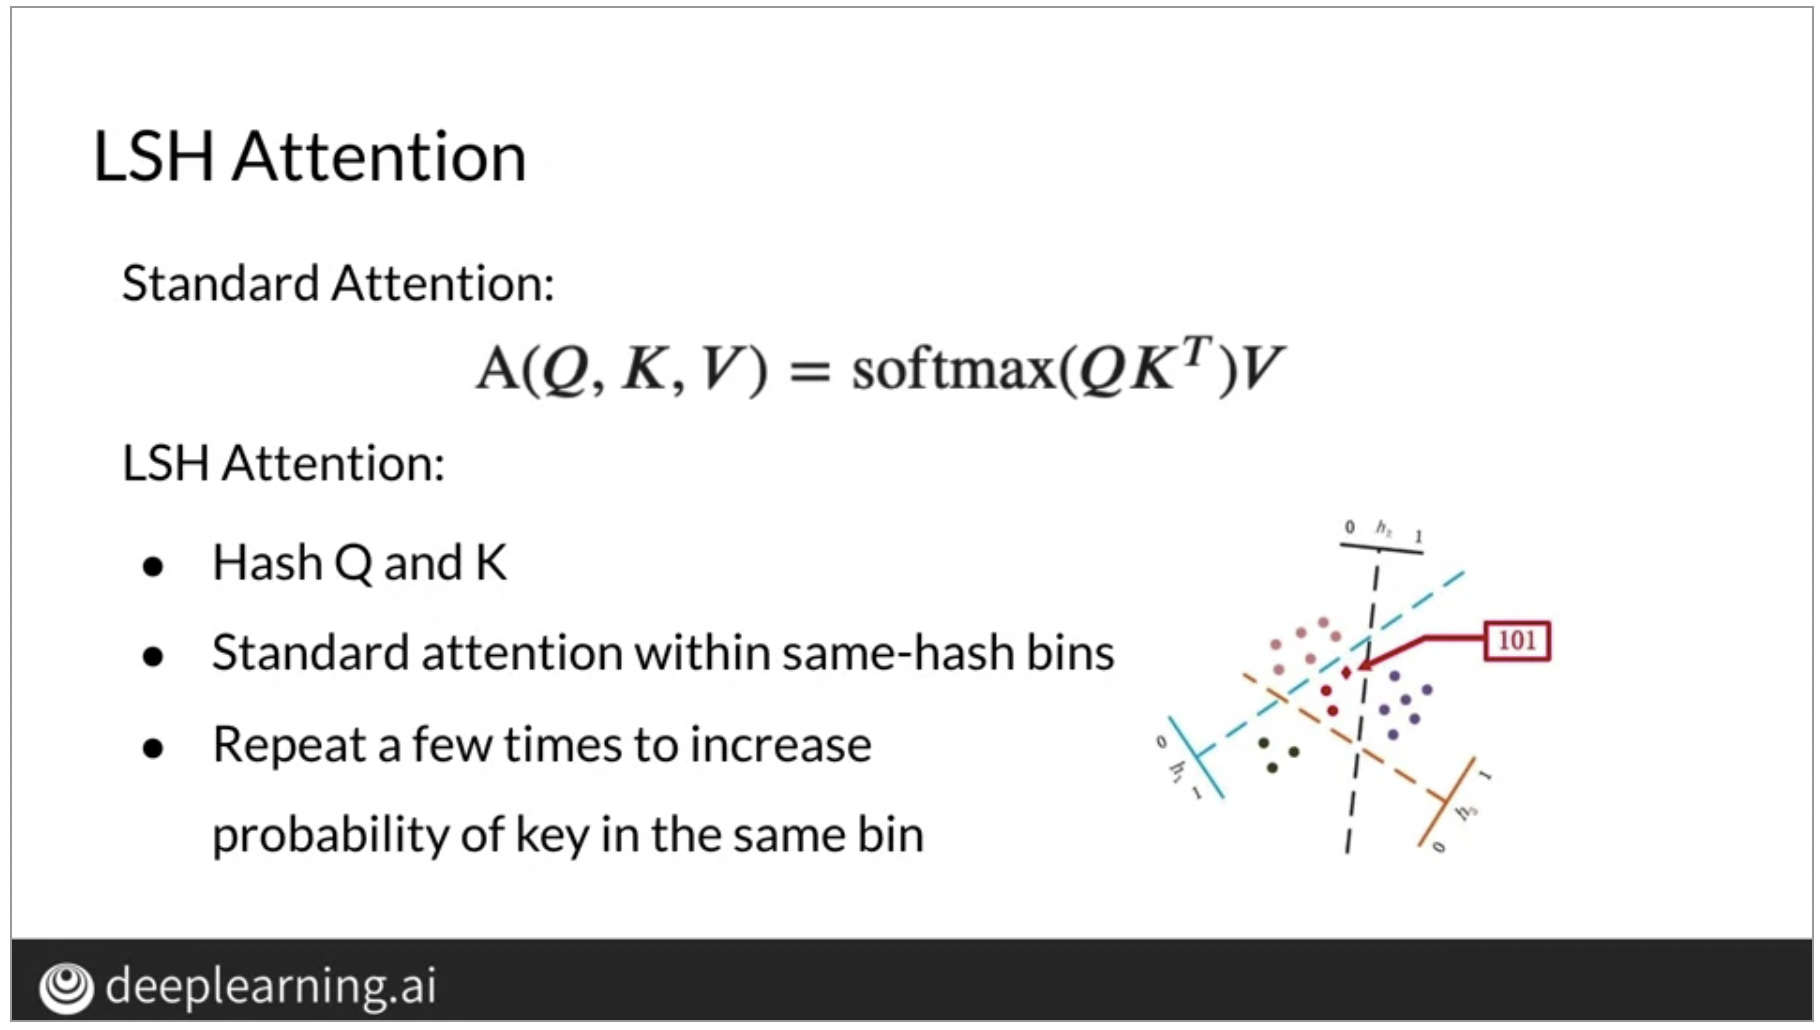 LSH Attention
Standard Attention:
A(Q, K, V) = softmax(QK^T)V
LSH Attention:
● Hash Q and K
● Standard attention within same-hash bins
● Repeat a few times to increase
probability of key in the same bin
0 h₂ 1
101
0 h₁ 1
1 h₃ 0
deeplearning.ai